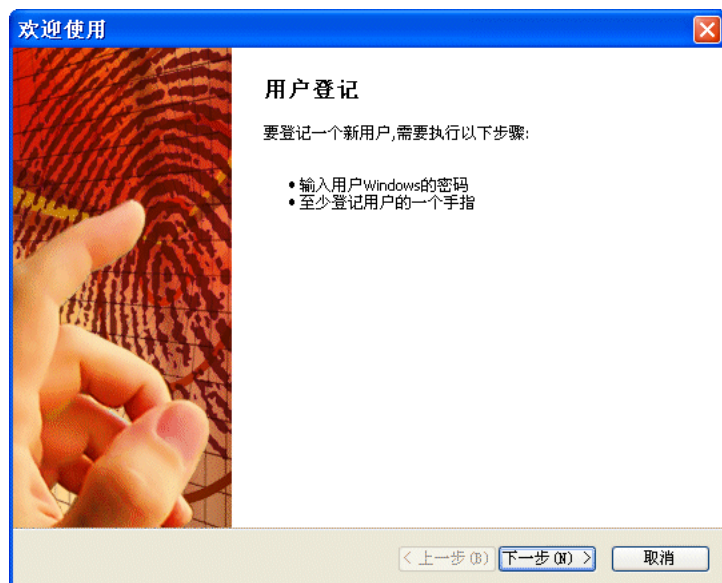 欢迎使用
用户登记
要登记一个新用户,需要执行以下步骤:
●输入用户Windows的密码
●至少登记用户的一个手指
< 上一步(B) 下一步(N) > 取消